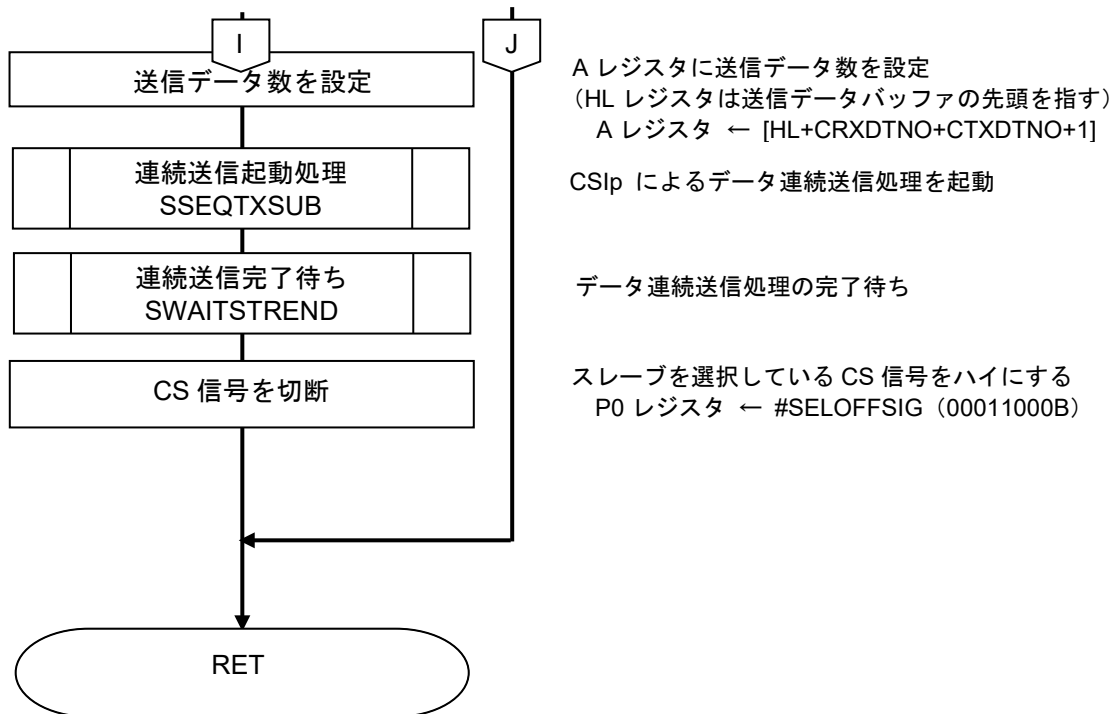 I
J
送信データ数を設定
A レジスタに送信データ数を設定
（HL レジスタは送信データバッファの先頭を指す）
A レジスタ ← [HL+CRXDTNO+CTXDTNO+1]
連続送信起動処理
SSEQTXSUB
CSIp によるデータ連続送信処理を起動
連続送信完了待ち
SWAITSTREND
データ連続送信処理の完了待ち
CS 信号を切断
スレーブを選択している CS 信号をハイにする
P0 レジスタ ← #SELOFFSIG（00011000B）
RET